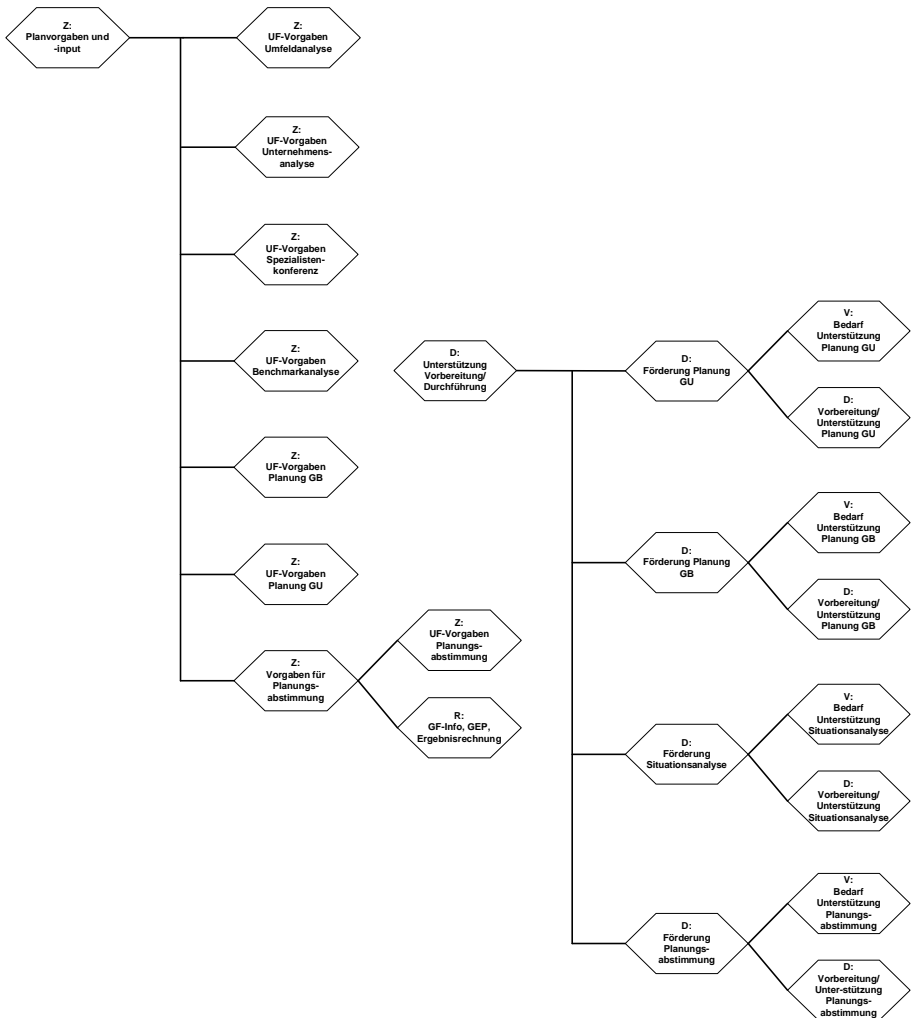 Z:
Planvorgaben und
-input
Z:
UF-Vorgaben
Umfeldanalyse
Z:
UF-Vorgaben
Unternehmens-
analyse
Z:
UF-Vorgaben
Spezialisten-
konferenz
Z:
UF-Vorgaben
Benchmarkanalyse
Z:
UF-Vorgaben
Planung GB
Z:
UF-Vorgaben
Planung GU
Z:
Vorgaben für
Planungs-
abstimmung
Z:
UF-Vorgaben
Planungs-
abstimmung
R:
GF-Info, GEP,
Ergebnisrechnung
D:
Unterstützung
Vorbereitung/
Durchführung
D:
Förderung Planung
GU
V:
Bedarf
Unterstützung
Planung GU
D:
Vorbereitung/
Unterstützung
Planung GU
D:
Förderung Planung
GB
V:
Bedarf
Unterstützung
Planung GB
D:
Vorbereitung/
Unterstützung
Planung GB
D:
Förderung
Situationsanalyse
V:
Bedarf
Unterstützung
Situationsanalyse
D:
Vorbereitung/
Unterstützung
Situationsanalyse
D:
Förderung
Planungs-
abstimmung
V:
Bedarf
Unterstützung
Planungs-
abstimmung
D:
Vorbereitung/
Unter-stützung
Planungs-
abstimmung